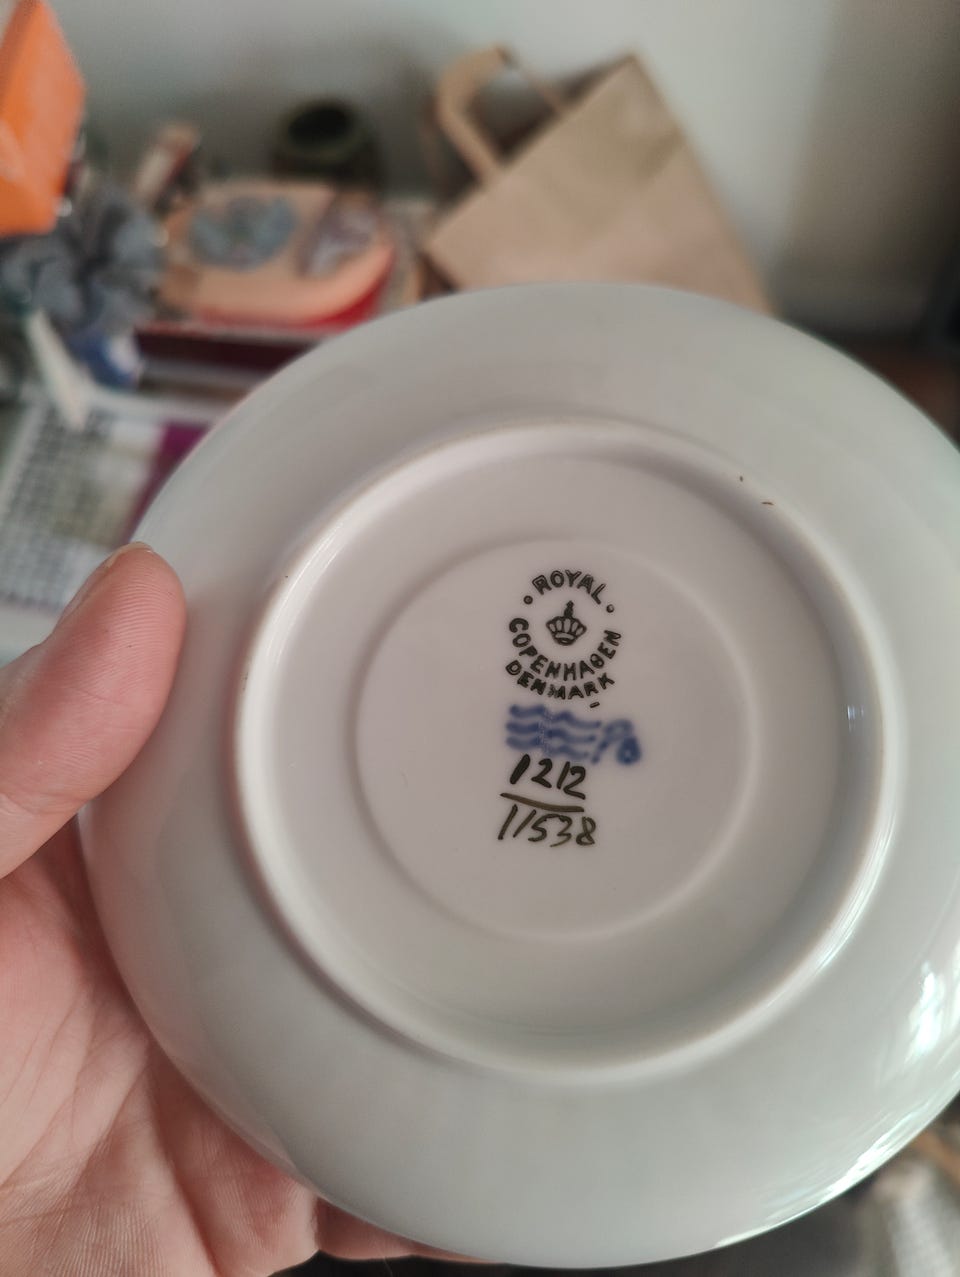 ROYAL
COPENHAGEN
DENMARK
1212
11538